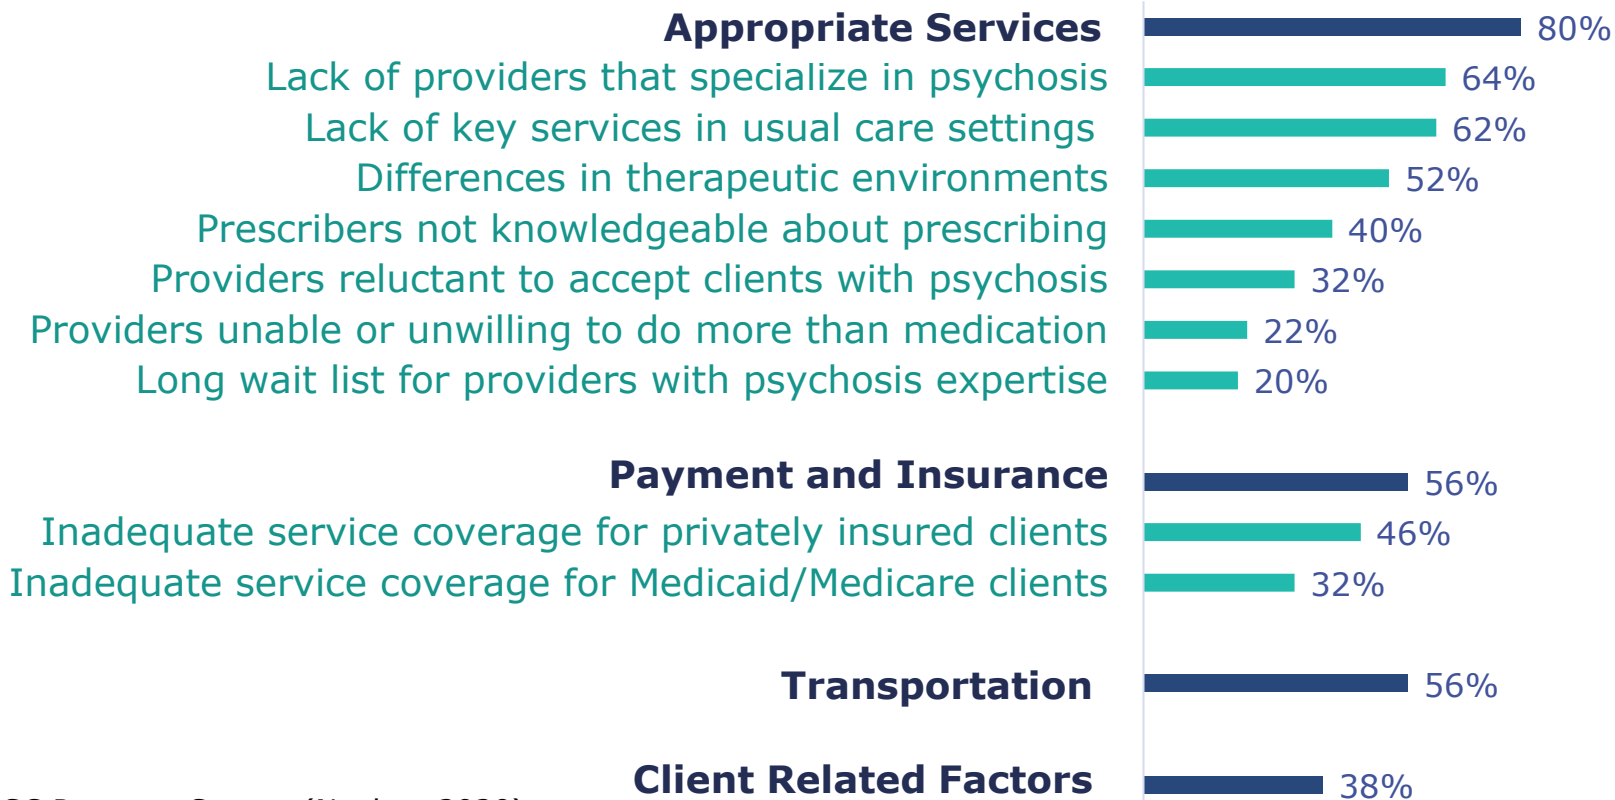 Appropriate Services 80%
Lack of providers that specialize in psychosis 64%
Lack of key services in usual care settings 62%
Differences in therapeutic environments 52%
Prescribers not knowledgeable about prescribing 40%
Providers reluctant to accept clients with psychosis 32%
Providers unable or unwilling to do more than medication 22%
Long wait list for providers with psychosis expertise 20%
Payment and Insurance 56%
Inadequate service coverage for privately insured clients 46%
Inadequate service coverage for Medicaid/Medicare clients 32%
Transportation 56%
Client Related Factors 38%